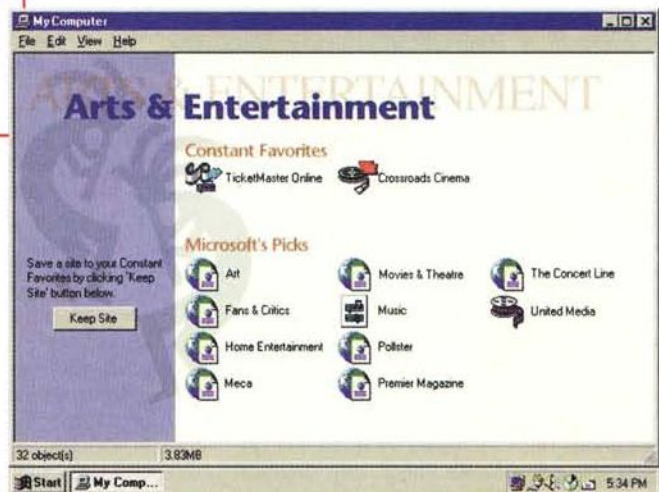 My Computer
File Edit View Help
ARTS & ENTERTAINMENT
Arts & Entertainment
Constant Favorites
TicketMaster Online
Crossroads Cinema
Microsoft's Picks
Save a site to your Constant
Favorites by clicking 'Keep
Site' button below.
Keep Site
Art
Movies & Theatre
The Concert Line
Fans & Critics
Music
United Media
Home Entertainment
Pollster
Meca
Premier Magazine
32 object(s)
3.83MB
Start
My Comp...
5:34 PM